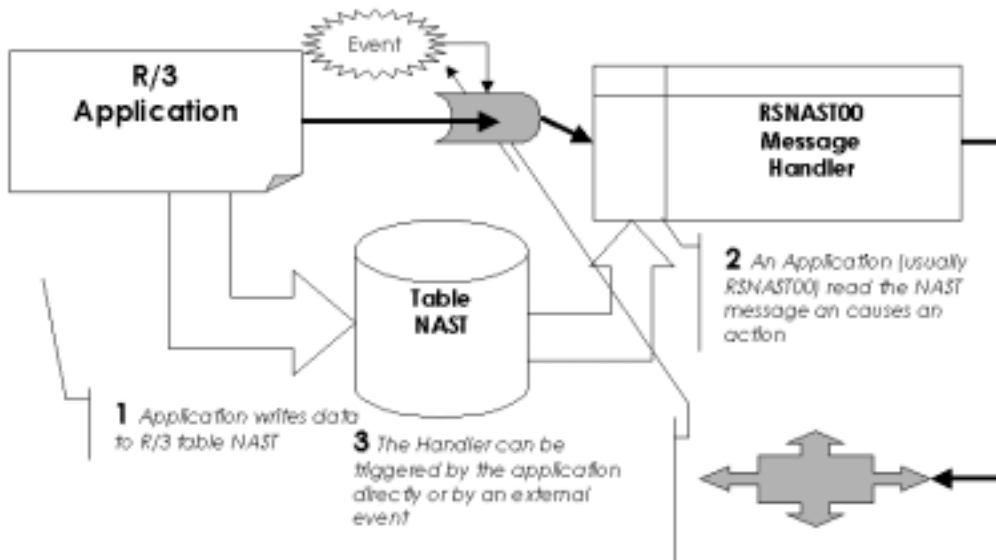 Event
R/3
Application
RSNAST00
Message
Handler
Table
NAST
2 An Application (usually
RSNAST00) read the NAST
message an causes an
action
1 Application writes data
to R/3 table NAST
3 The Handler can be
triggered by the application
directly or by an external
event